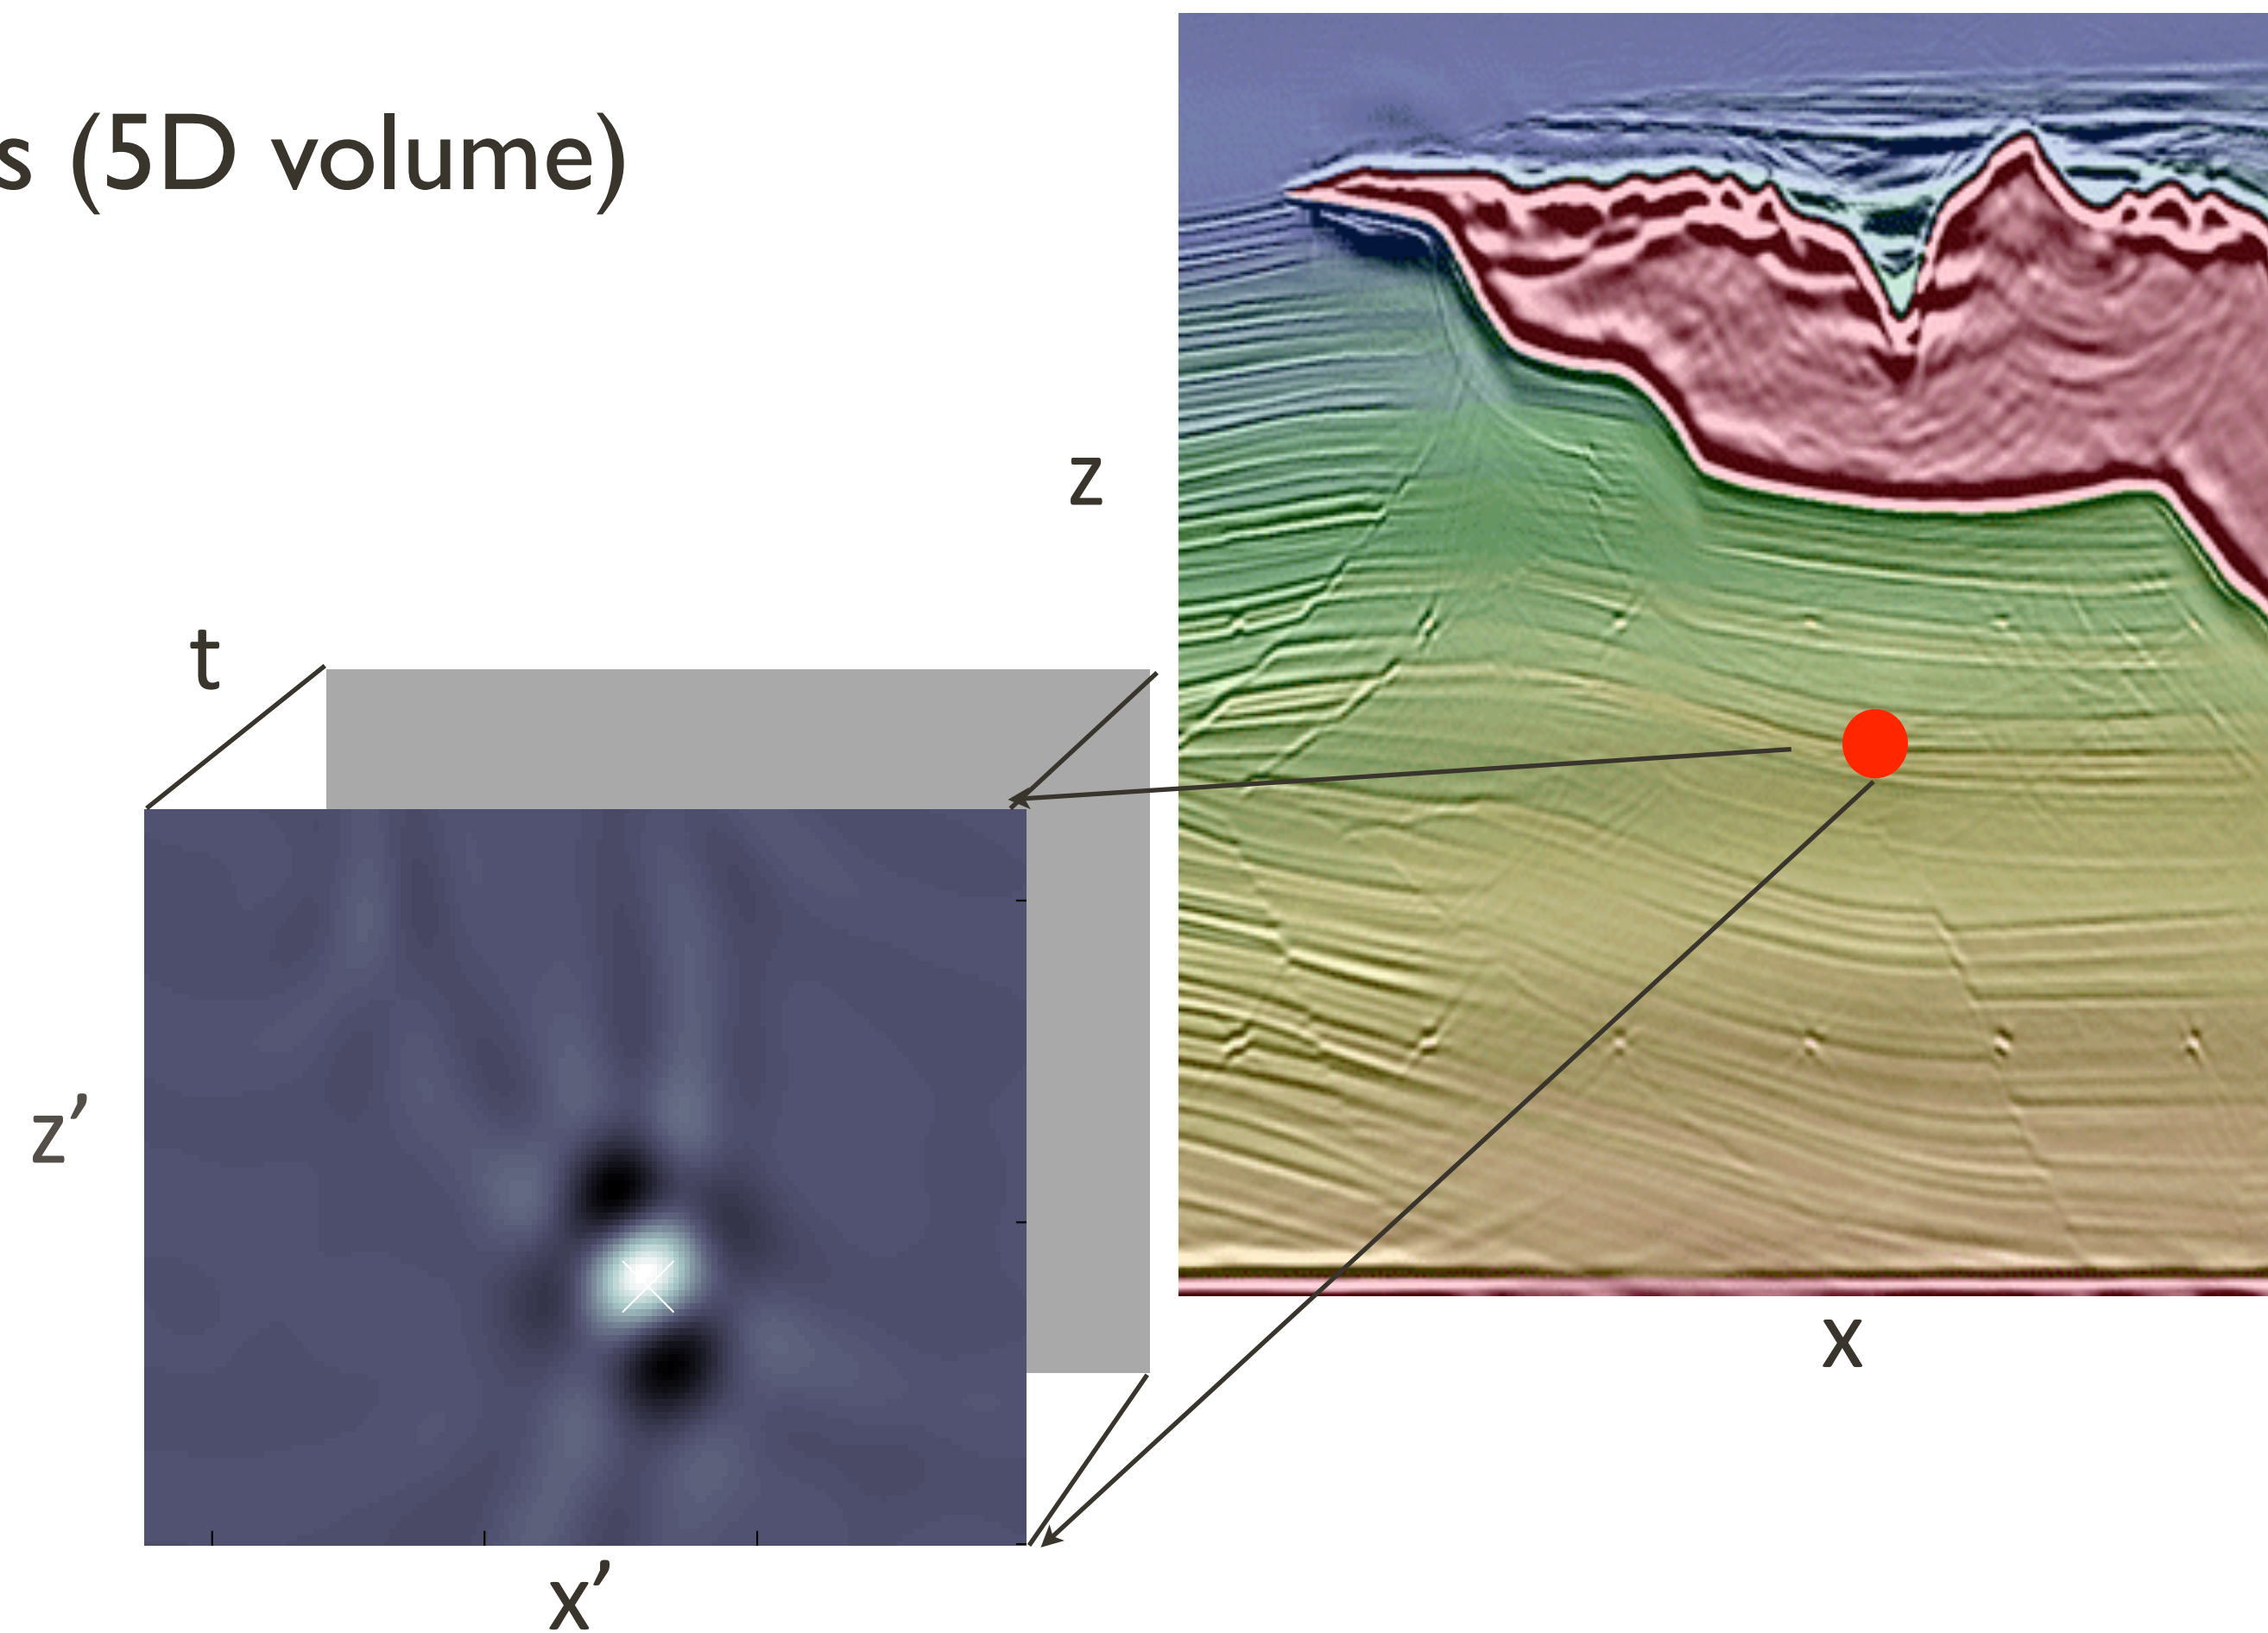 s (5D volume)
z
t
z′
x
x′